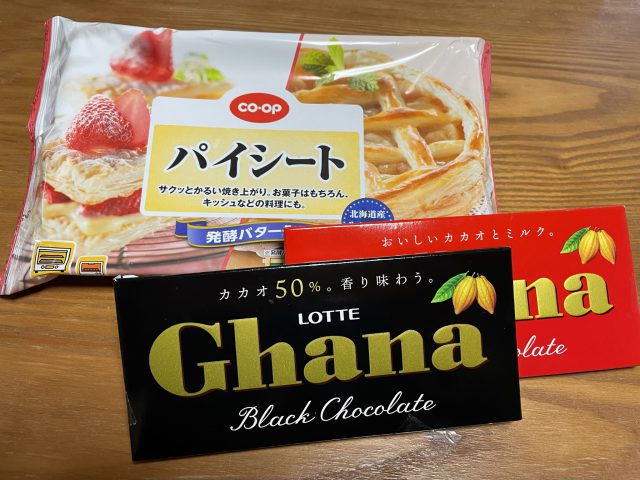 co-op
パイシート
サクッとかるい焼き上がり。お菓子はもちろん、
キッシュなどの料理にも。
北海道産
発酵バター
おいしいカカオとミルク。
ana
olate
カカオ50%。香り味わう。
LOTTE
Ghana
Black Chocolate